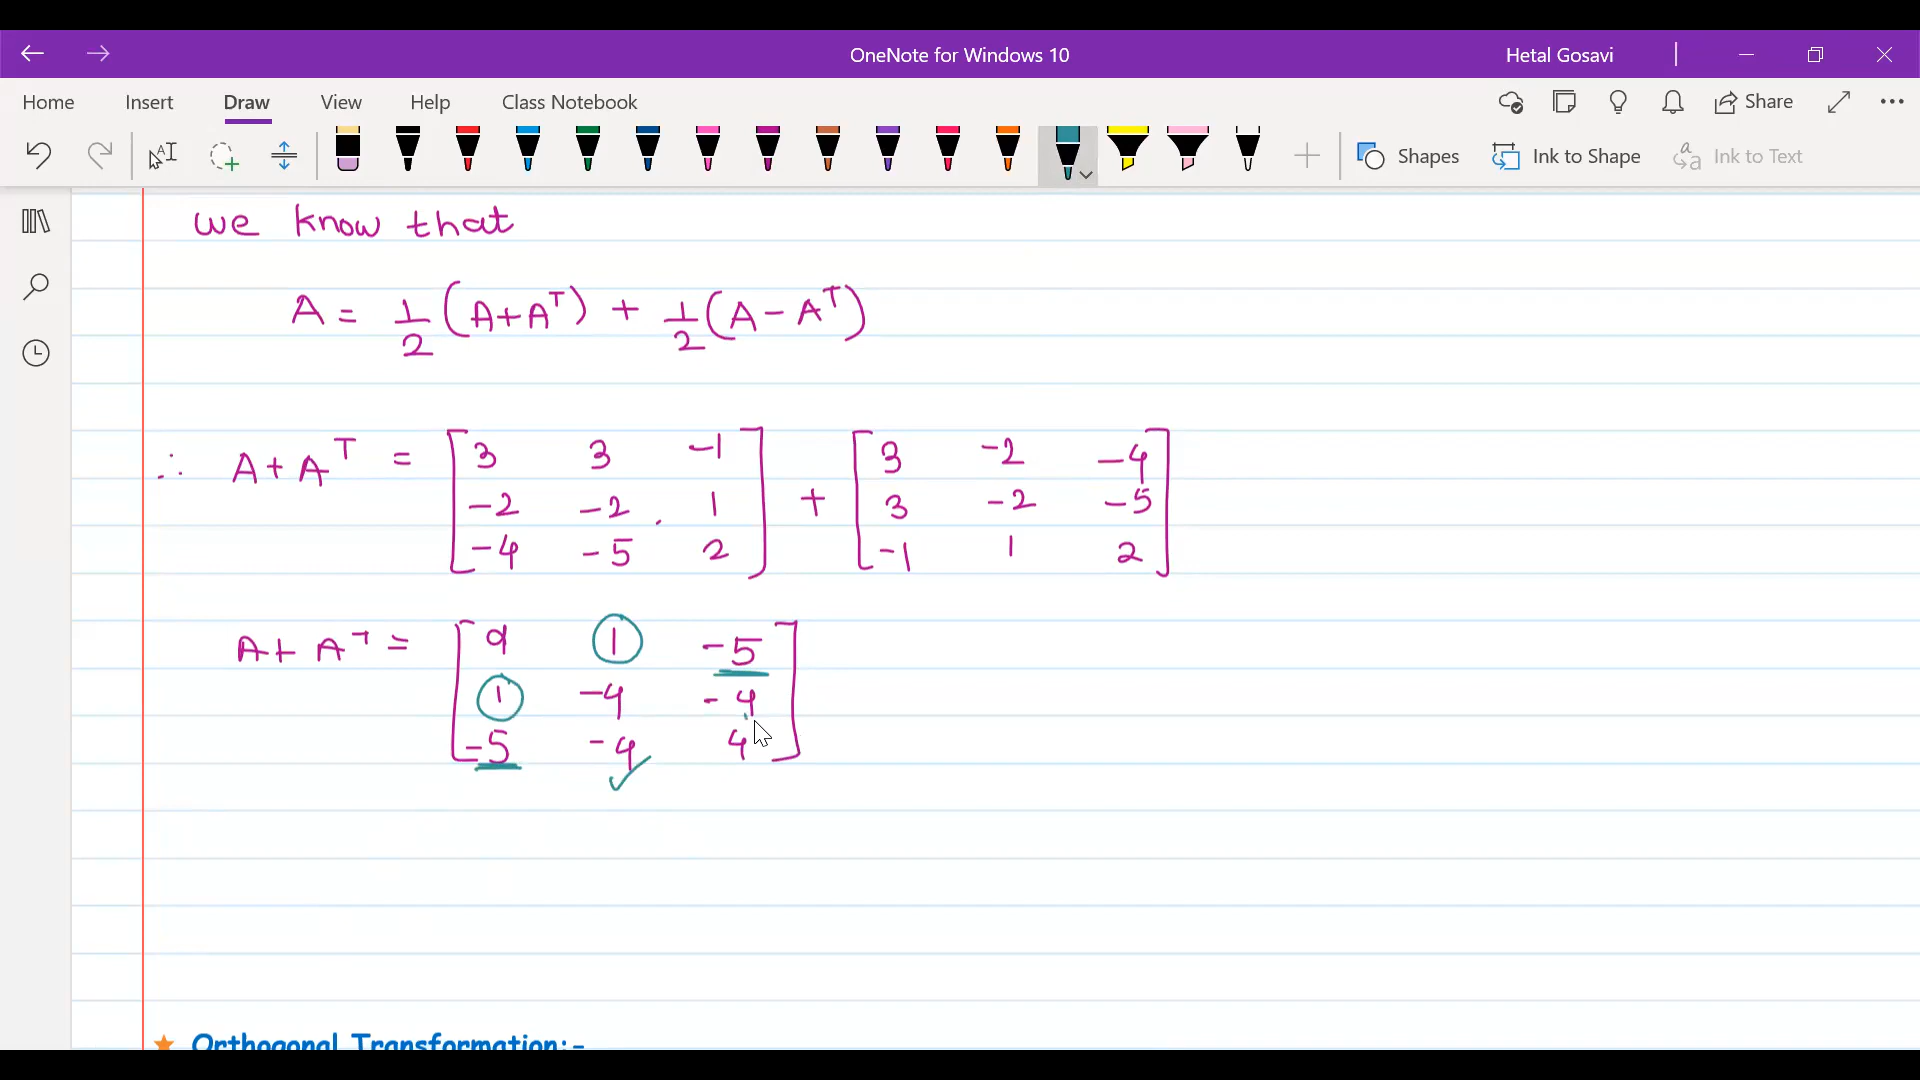 OneNote for Windows 10 Hetal Gosavi
Home Insert Draw View Help Class Notebook Share
Shapes Ink to Shape Ink to Text
we know that
A = 1/2 (A+A^T) + 1/2 (A - A^T)
∴ A+A^T = [3 3 -1 + [3 -2 -4
-2 -2 . 1 3 -2 -5
-4 -5 2] -1 1 2]
A+ A^T = [9 1 -5
1 -4 -4
-5 -4 4]
★ Orthogonal Transformation:-